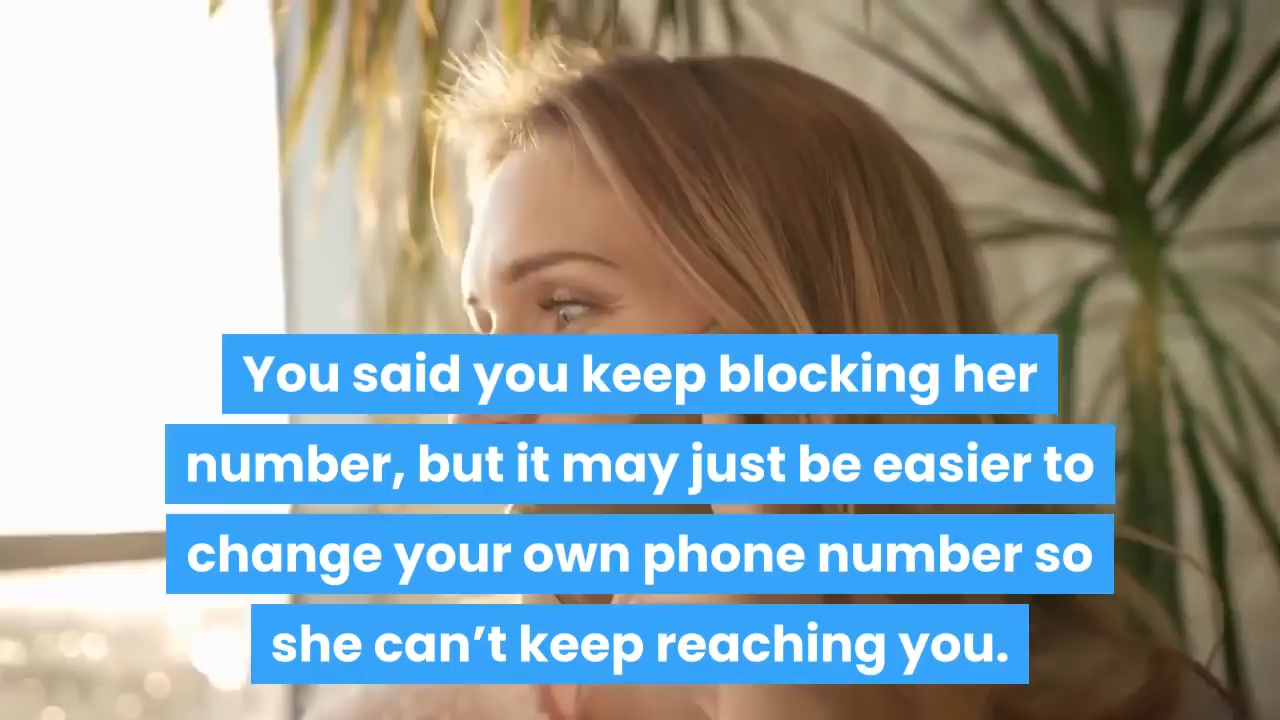 You said you keep blocking her
number, but it may just be easier to
change your own phone number so
she can’t keep reaching you.